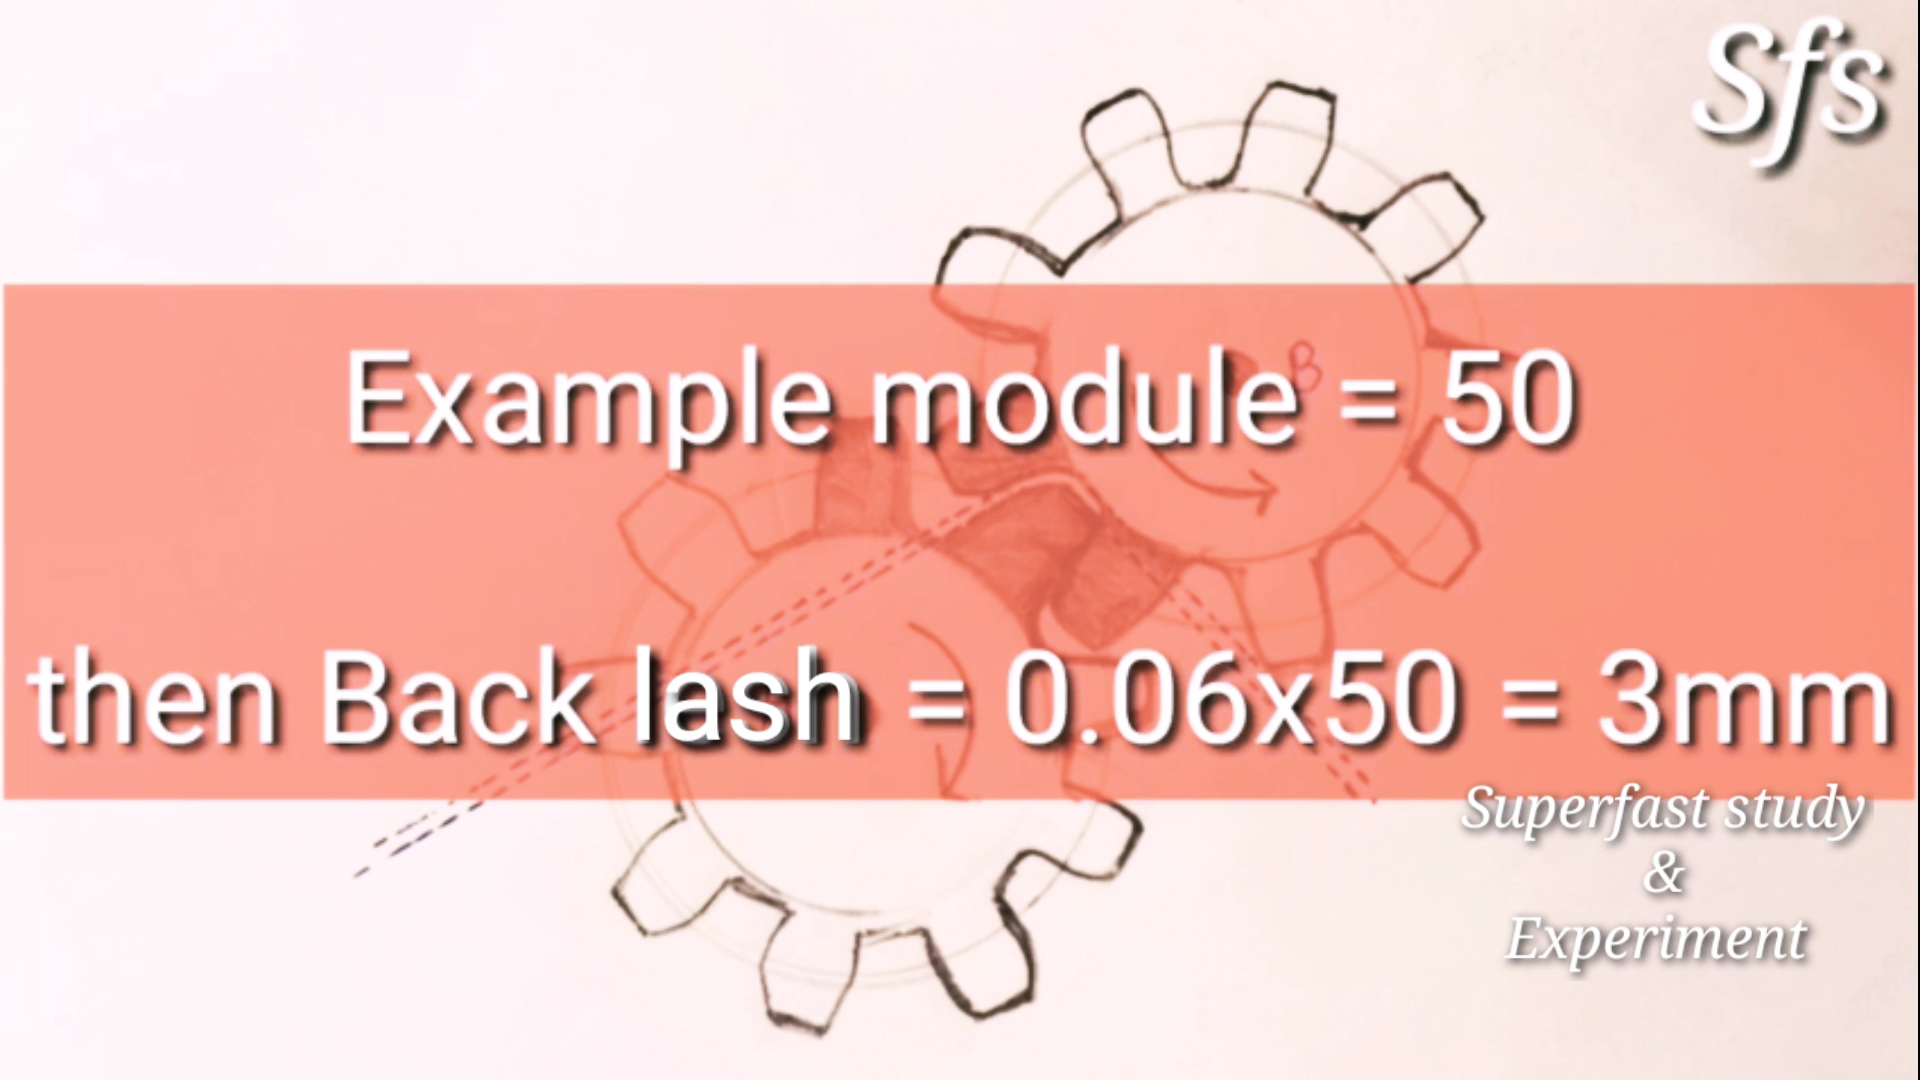 Sfs
B
Example module = 50
then Back lash = 0.06x50 = 3mm
Superfast study
&
Experiment